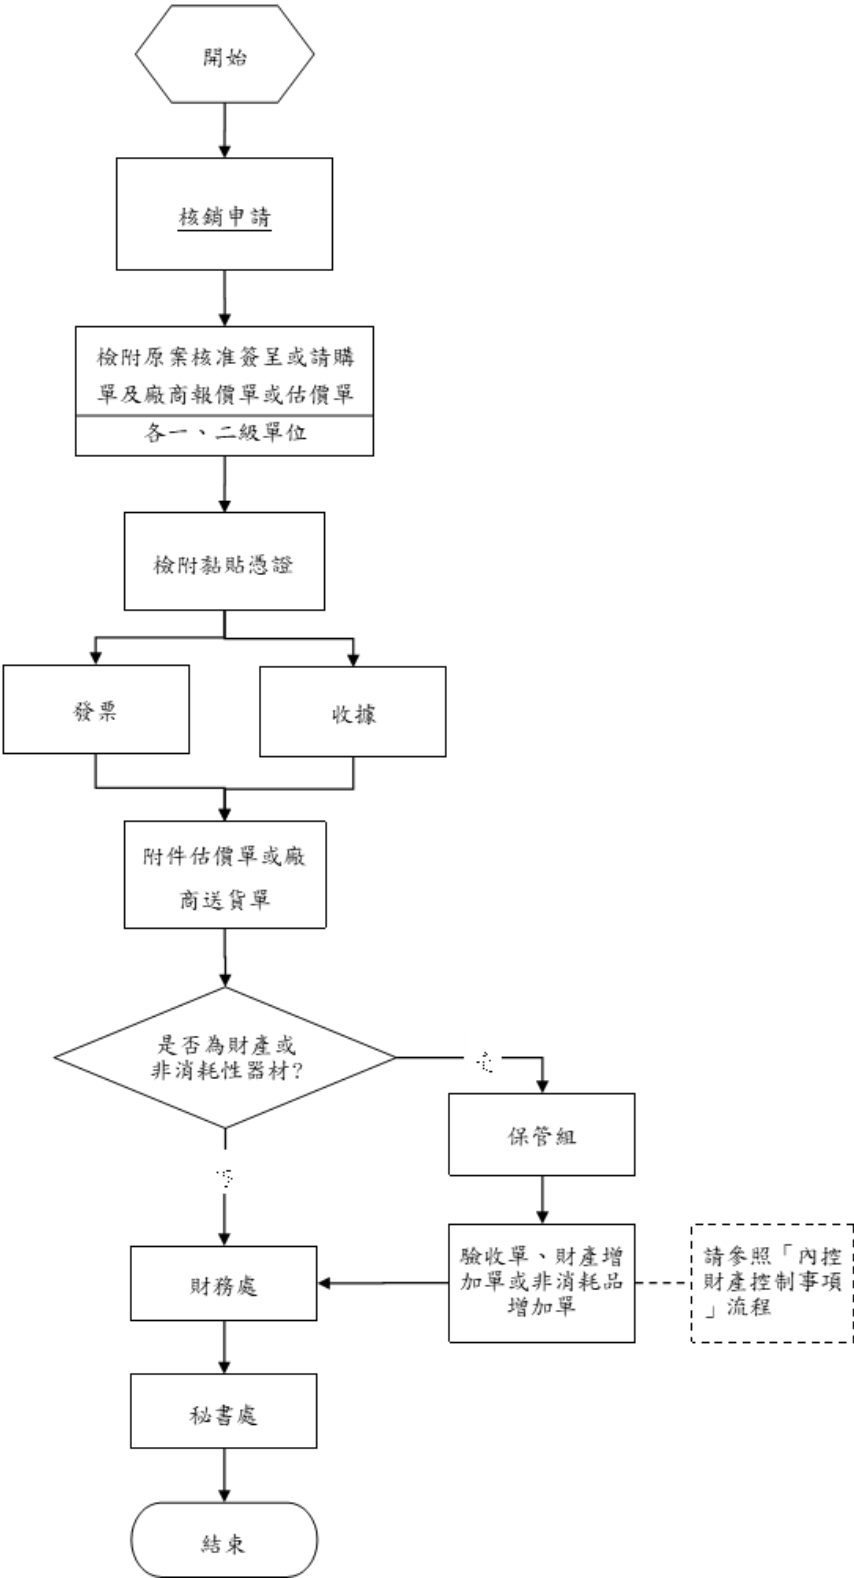 開始
核銷申請
檢附原案核准簽呈或請購
單及廠商報價單或估價單
各一、二級單位
檢附黏貼憑證
發票
收據
附件估價單或廠
商送貨單
是否為財產或
非消耗性器材?
保管組
驗收單、財產增
加單或非消耗品
增加單
請參照「內控
財產控制事項
」流程
財務處
秘書處
結束